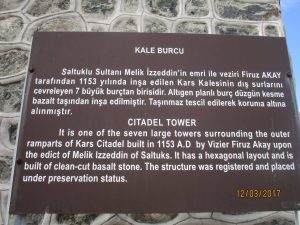 KALE BURCU
Saltuklu Sultanı Melik İzzeddin'in emri ile veziri Firuz AKAY
tarafından 1153 yılında inşa edilen Kars Kalesinin dış surlarını
çevreleyen 7 büyük burçtan birisidir. Altıgen planlı burç düzgün kesme
bazalt taşından inşa edilmiştir. Taşınmaz tescil edilerek koruma altına
alınmıştır.
CITADEL TOWER
It is one of the seven large towers surrounding the outer
ramparts of Kars Citadel built in 1153 A.D by Vizier Firuz Akay upon
the edict of Melik Izzeddin of Saltuks. It has a hexagonal layout and is
built of clean-cut basalt stone. The structure was registered and placed
under preservation status.
12/03/2017